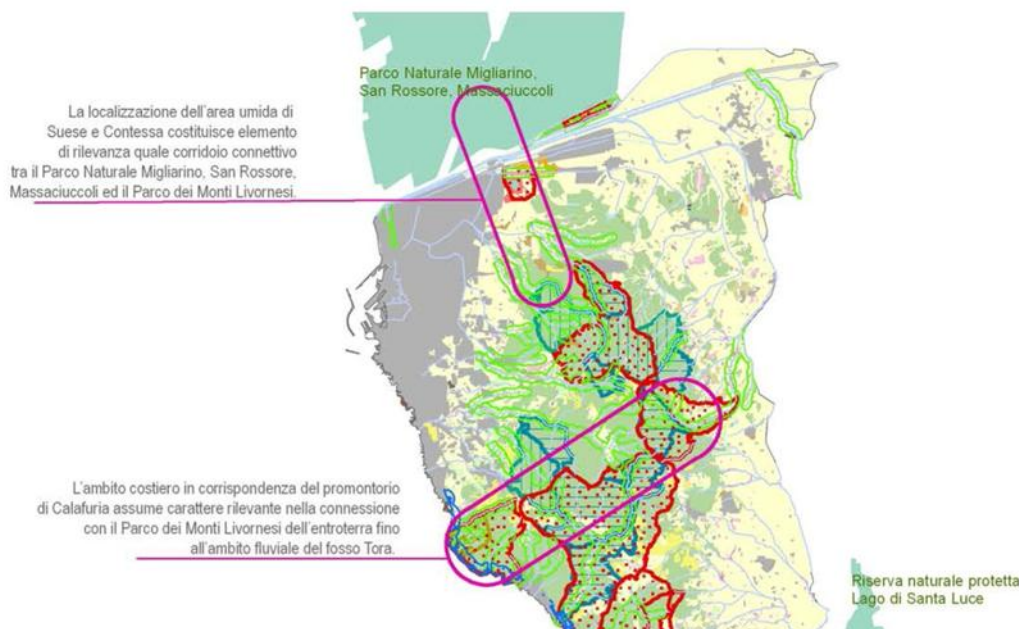 Parco Naturale Migliarino,
San Rossore, Massaciuccoli
La localizzazione dell'area umida di
Suese e Contessa costituisce elemento
di rilevanza quale corridoio connettivo
tra il Parco Naturale Migliarino, San Rossore,
Massaciuccoli ed il Parco dei Monti Livornesi.
L'ambito costiero in corrispondenza del promontorio
di Calafuria assume carattere rilevante nella connessione
con il Parco dei Monti Livornesi dell'entroterra fino
all'ambito fluviale del fosso Tora.
Riserva naturale protetta
Lago di Santa Luce